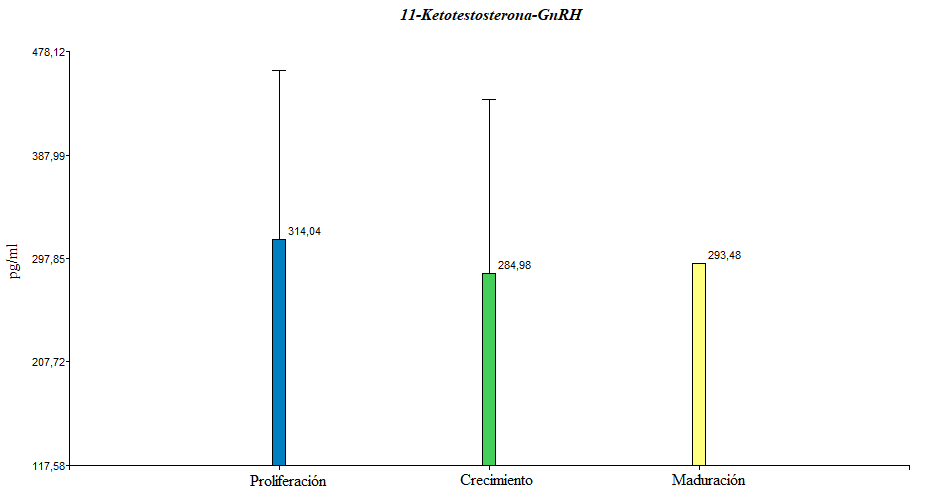 11-Ketotestosterona-GnRH
478,12
387,99
297,85
207,72
117,58
pg/ml
314,04
284,98
293,48
Proliferación
Crecimiento
Maduración